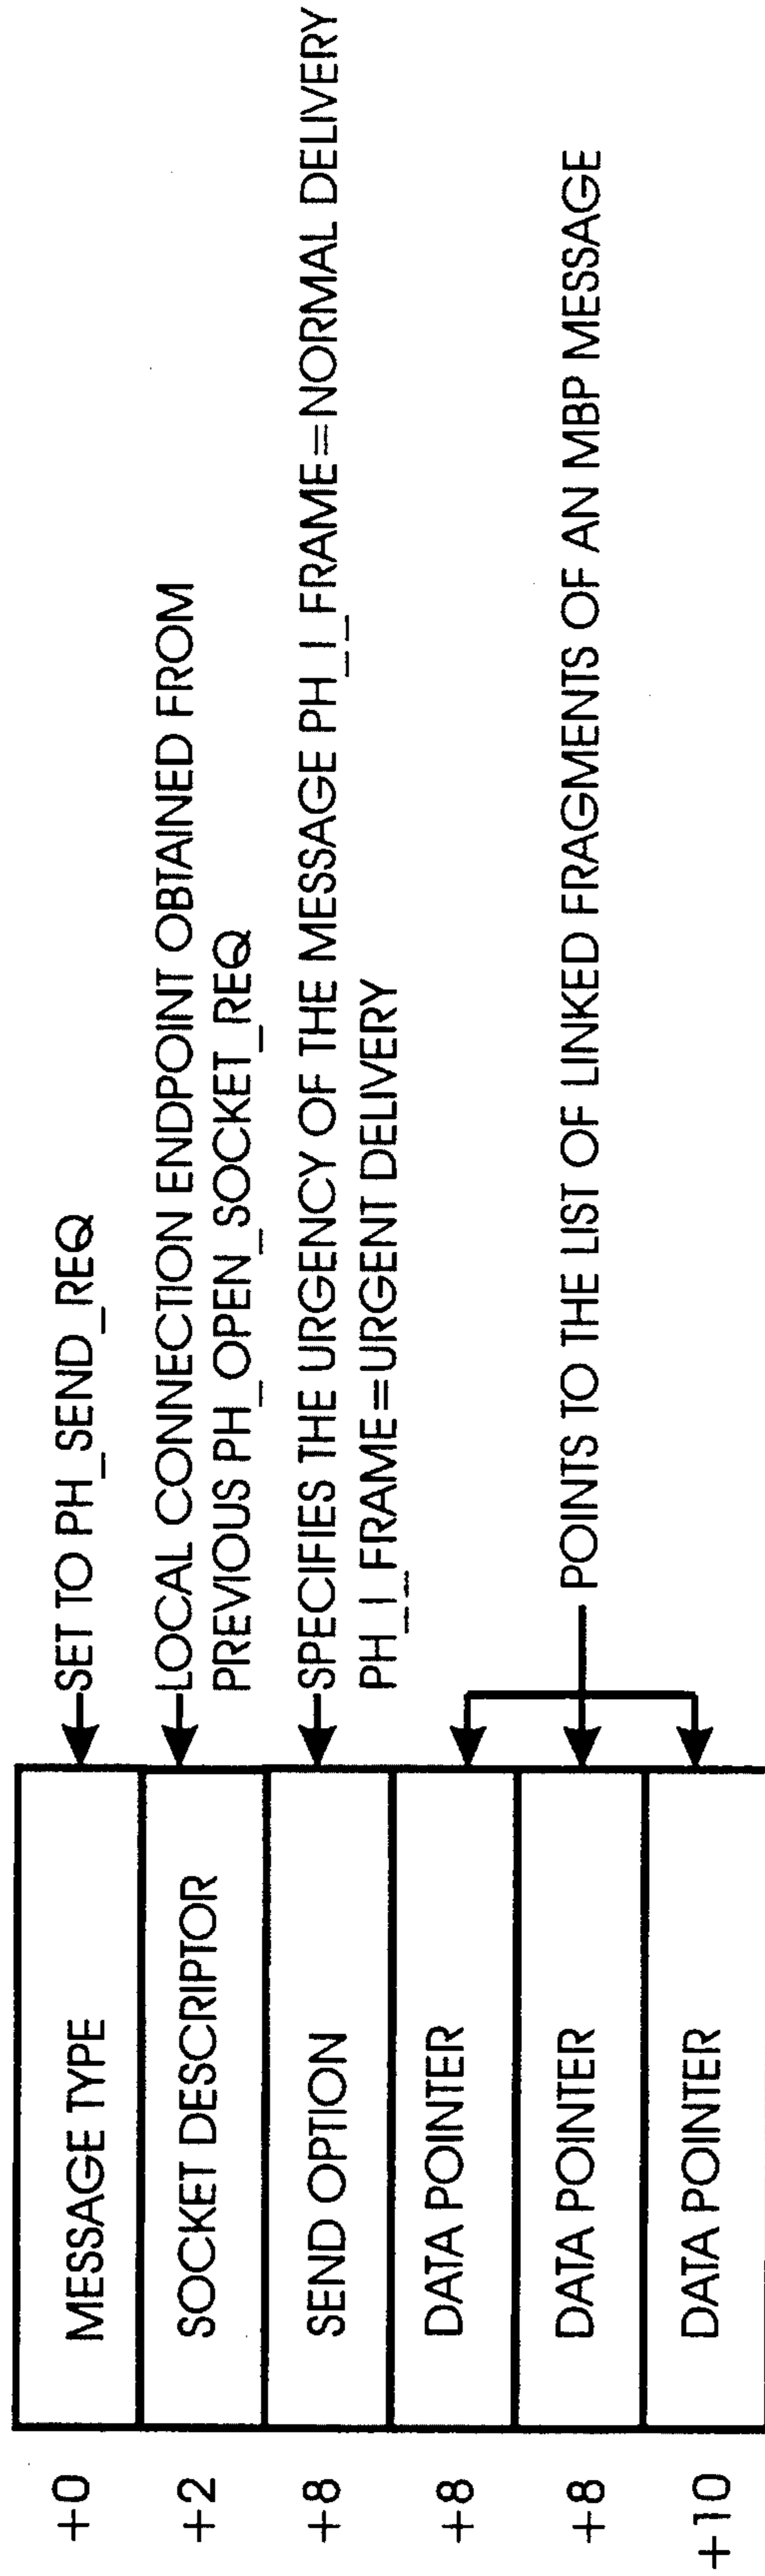 +0 MESSAGE TYPE SET TO PH_SEND_REQ
+2 SOCKET DESCRIPTOR LOCAL CONNECTION ENDPOINT OBTAINED FROM
PREVIOUS PH_OPEN_SOCKET_REQ
+8 SEND OPTION SPECIFIES THE URGENCY OF THE MESSAGE PH_I_FRAME=NORMAL DELIVERY
PH_I_FRAME=URGENT DELIVERY
+8 DATA POINTER
+8 DATA POINTER POINTS TO THE LIST OF LINKED FRAGMENTS OF AN MBP MESSAGE
+10 DATA POINTER